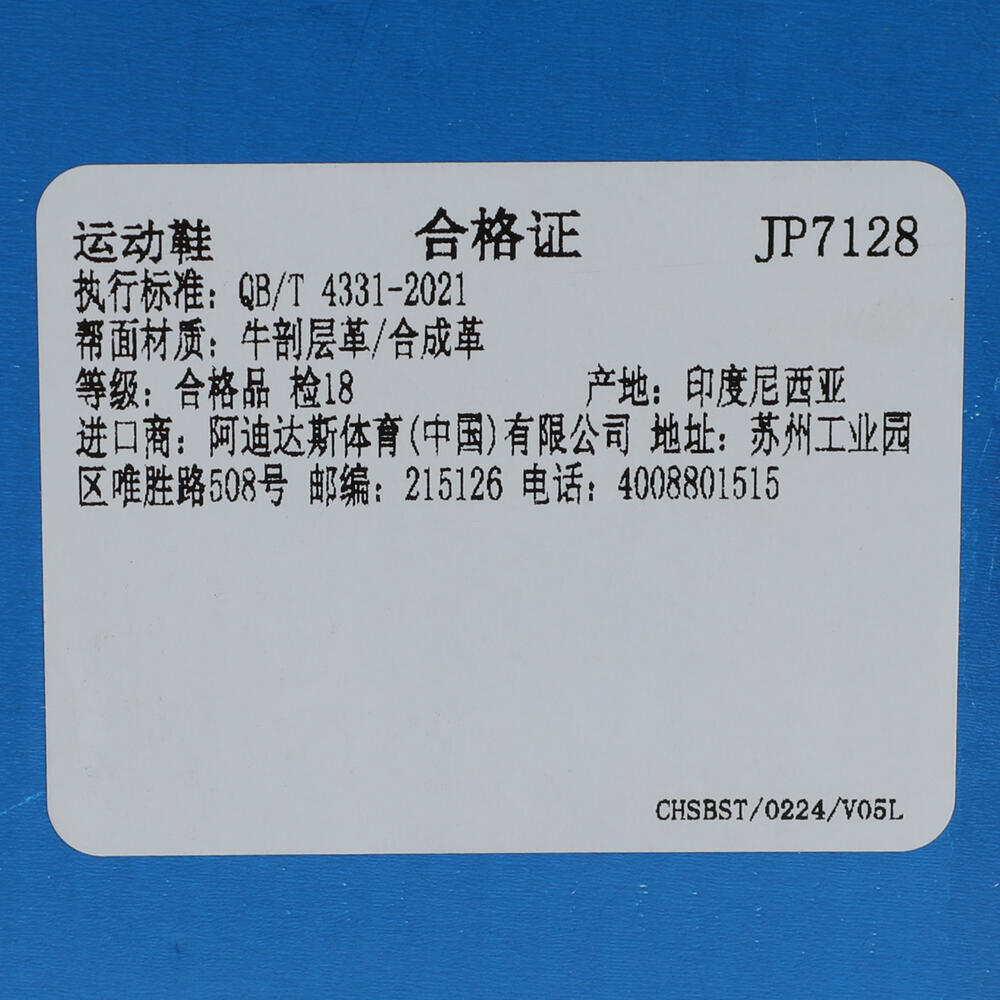 运动鞋 合格证 JP7128
执行标准：QB/T 4331-2021
帮面材质：牛剖层革/合成革
等级：合格品 检18 产地：印度尼西亚
进口商：阿迪达斯体育(中国)有限公司 地址：苏州工业园
区唯胜路508号 邮编：215126 电话：4008801515
CHSBST/0224/V05L